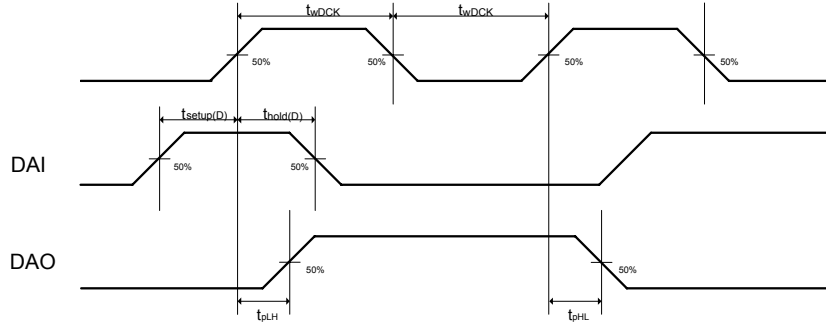 twDCK twDCK
50% 50% 50% 50%
tsetup(D) thold(D)
DAI 50% 50%
DAO 50% 50%
tpLH tpHL